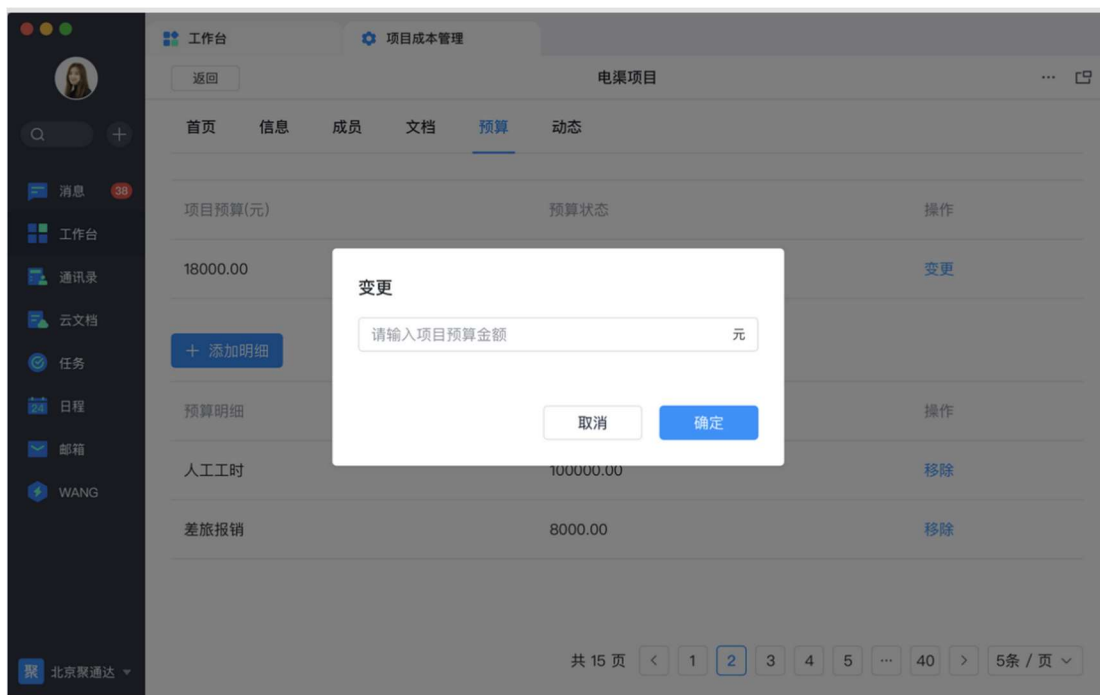 工作台
项目成本管理
返回
电渠项目
首页 信息 成员 文档 预算 动态
消息 38
工作台
通讯录
云文档
任务
24 日程
邮箱
WANG
聚 北京聚通达
项目预算(元) 预算状态 操作
18000.00 变更
+ 添加明细
预算明细 操作
人工工时 100000.00 移除
差旅报销 8000.00 移除
共 15 页 < 1 2 3 4 5 ··· 40 > 5条 / 页
变更
请输入项目预算金额 元
取消 确定